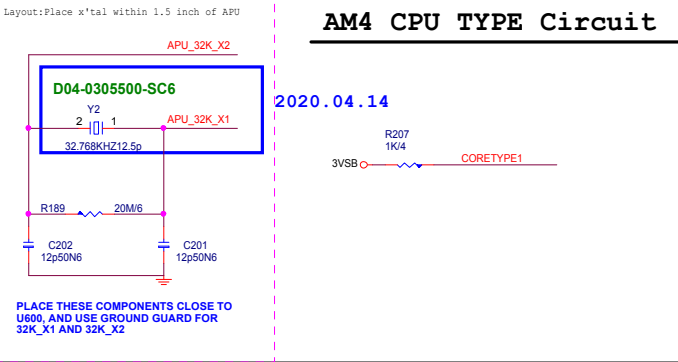 Layout:Place x'tal within 1.5 inch of APU
AM4 CPU TYPE Circuit
APU_32K_X2
D04-0305500-SC6
Y2
2 1
APU_32K_X1
32.768KHZ12.5p
2020.04.14
R207
1K/4
3VSB
CORETYPE1
R189 20M/6
C202
12p50N6
C201
12p50N6
PLACE THESE COMPONENTS CLOSE TO
U600, AND USE GROUND GUARD FOR
32K_X1 AND 32K_X2